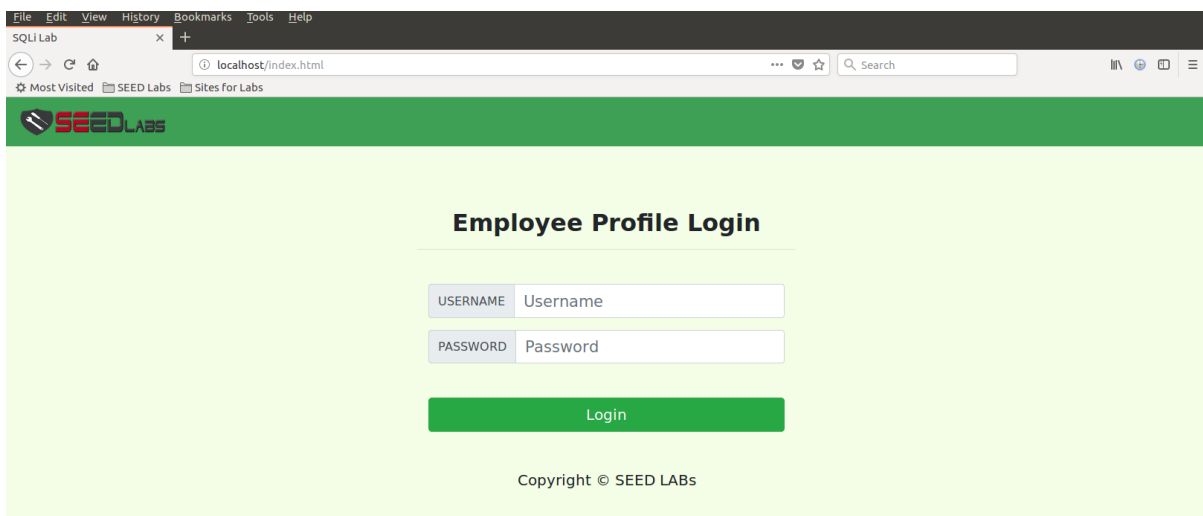 File Edit View History Bookmarks Tools Help
SQLi Lab × +
localhost/index.html ... Search
Most Visited SEED Labs Sites for Labs
SEEDLABS
Employee Profile Login
USERNAME Username
PASSWORD Password
Login
Copyright © SEED LABs